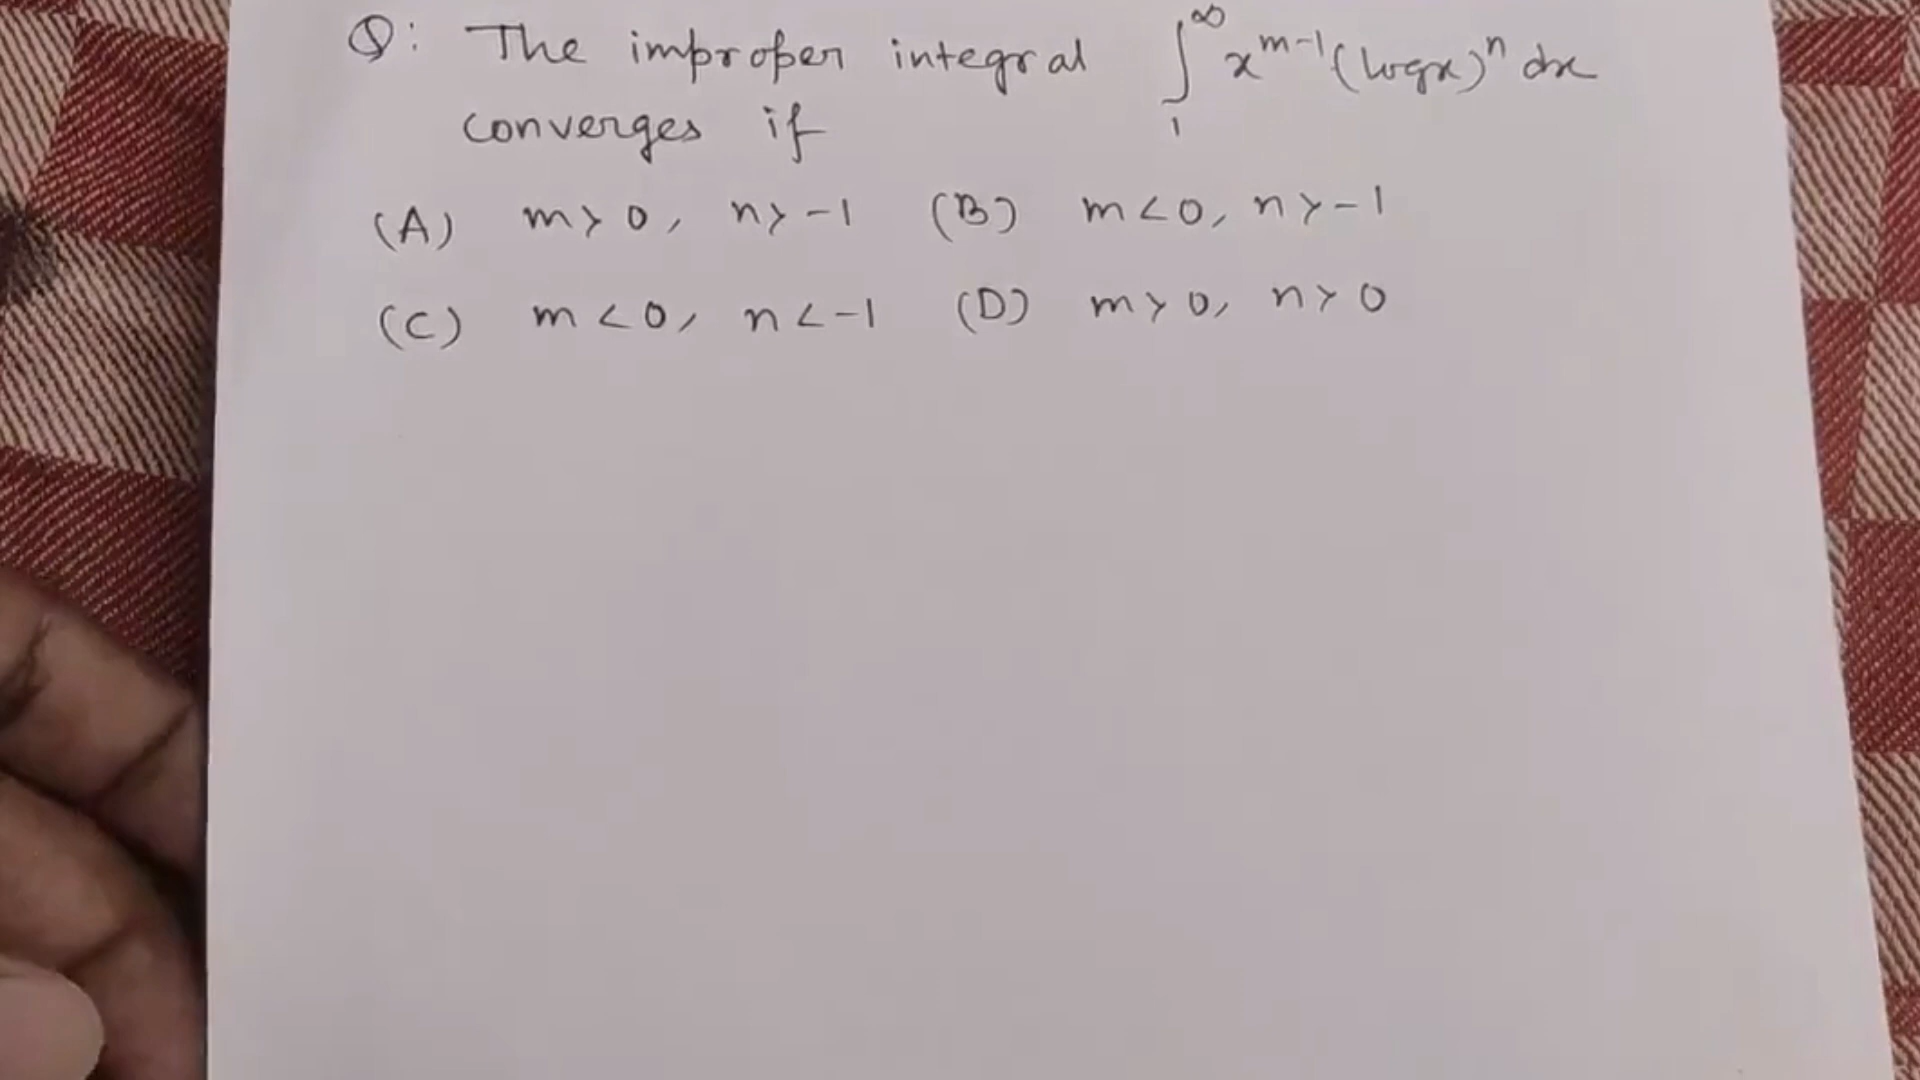 Q: The improper integral ∫₁^∞ x^{m-1} (logx)^n dx
converges if
(A) m > 0, n > -1 (B) m < 0, n > -1
(C) m < 0, n < -1 (D) m > 0, n > 0